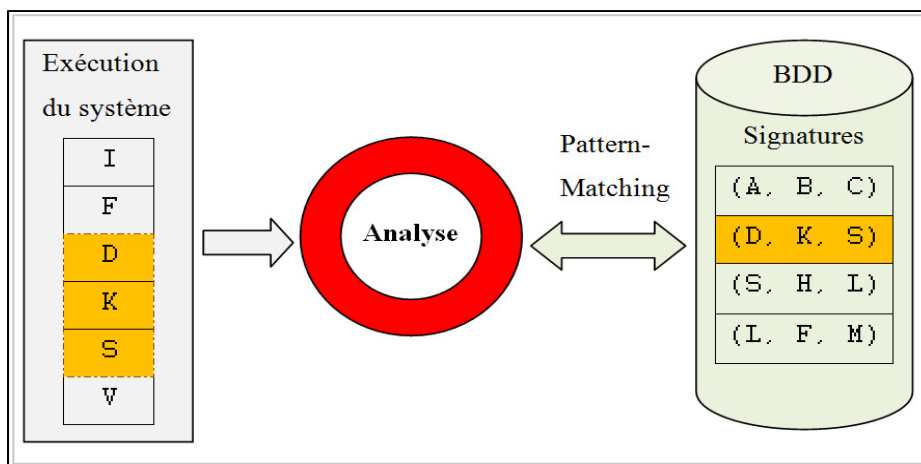 Exécution
du système
I
F
D
K
S
V
Analyse
Pattern-
Matching
BDD
Signatures
(A, B, C)
(D, K, S)
(S, H, L)
(L, F, M)